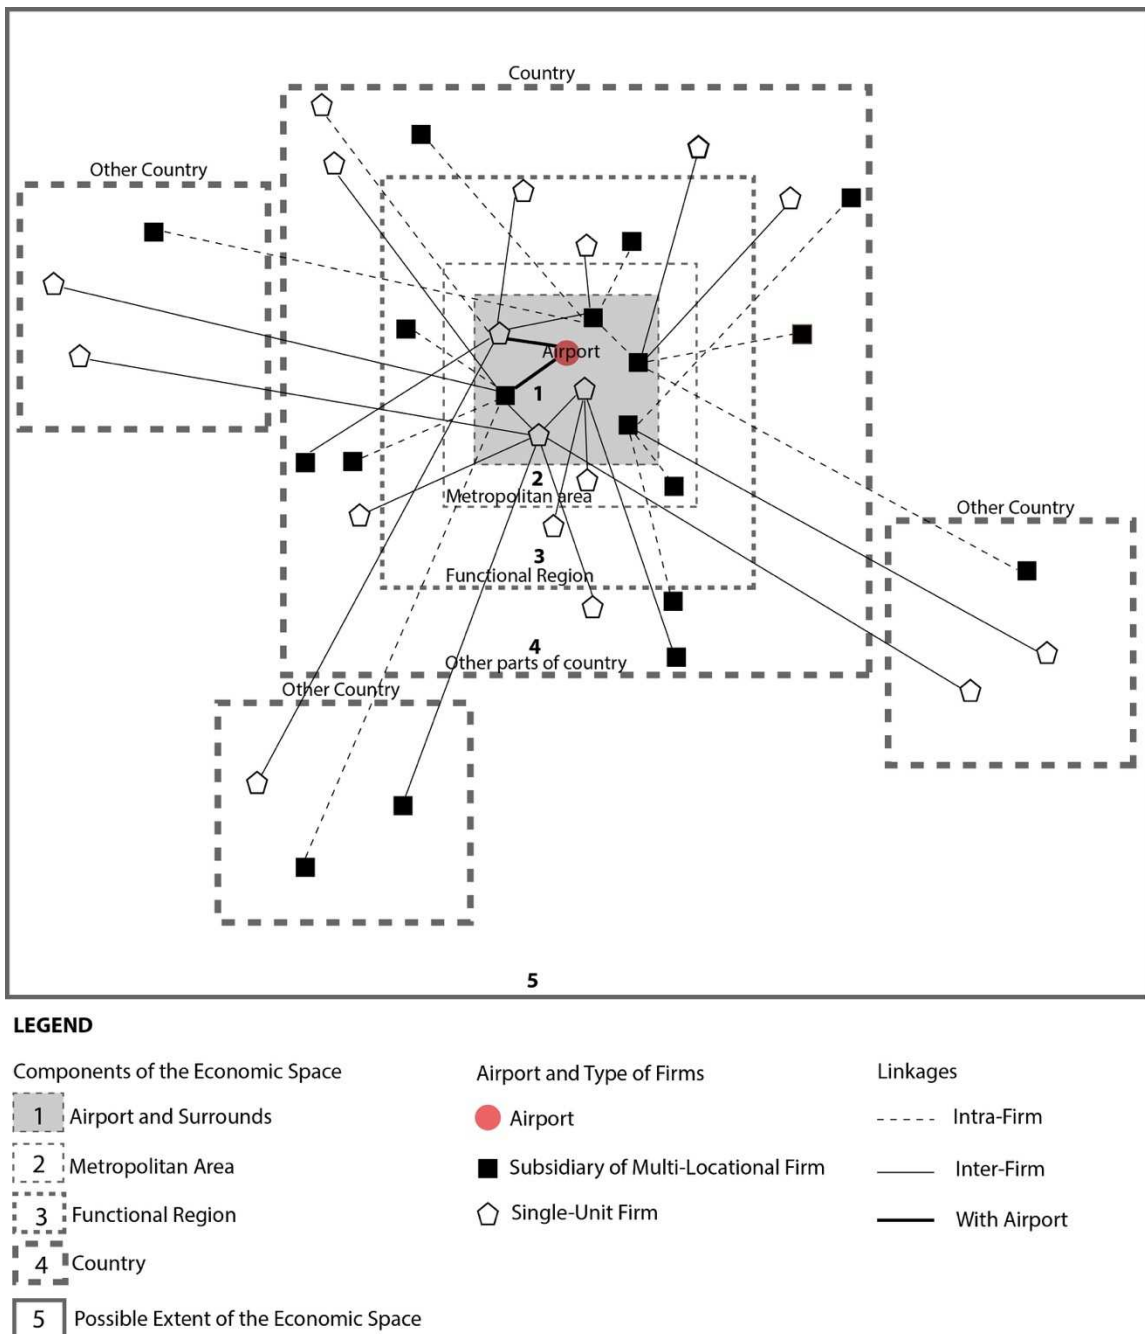 Country
Other Country
Airport
1
2
Metropolitan area
Other Country
3
Functional Region
4
Other parts of country
Other Country
5
LEGEND
Components of the Economic Space
1 Airport and Surrounds
2 Metropolitan Area
3 Functional Region
4 Country
5 Possible Extent of the Economic Space
Airport and Type of Firms
Airport
Subsidiary of Multi-Locational Firm
Single-Unit Firm
Linkages
Intra-Firm
Inter-Firm
With Airport